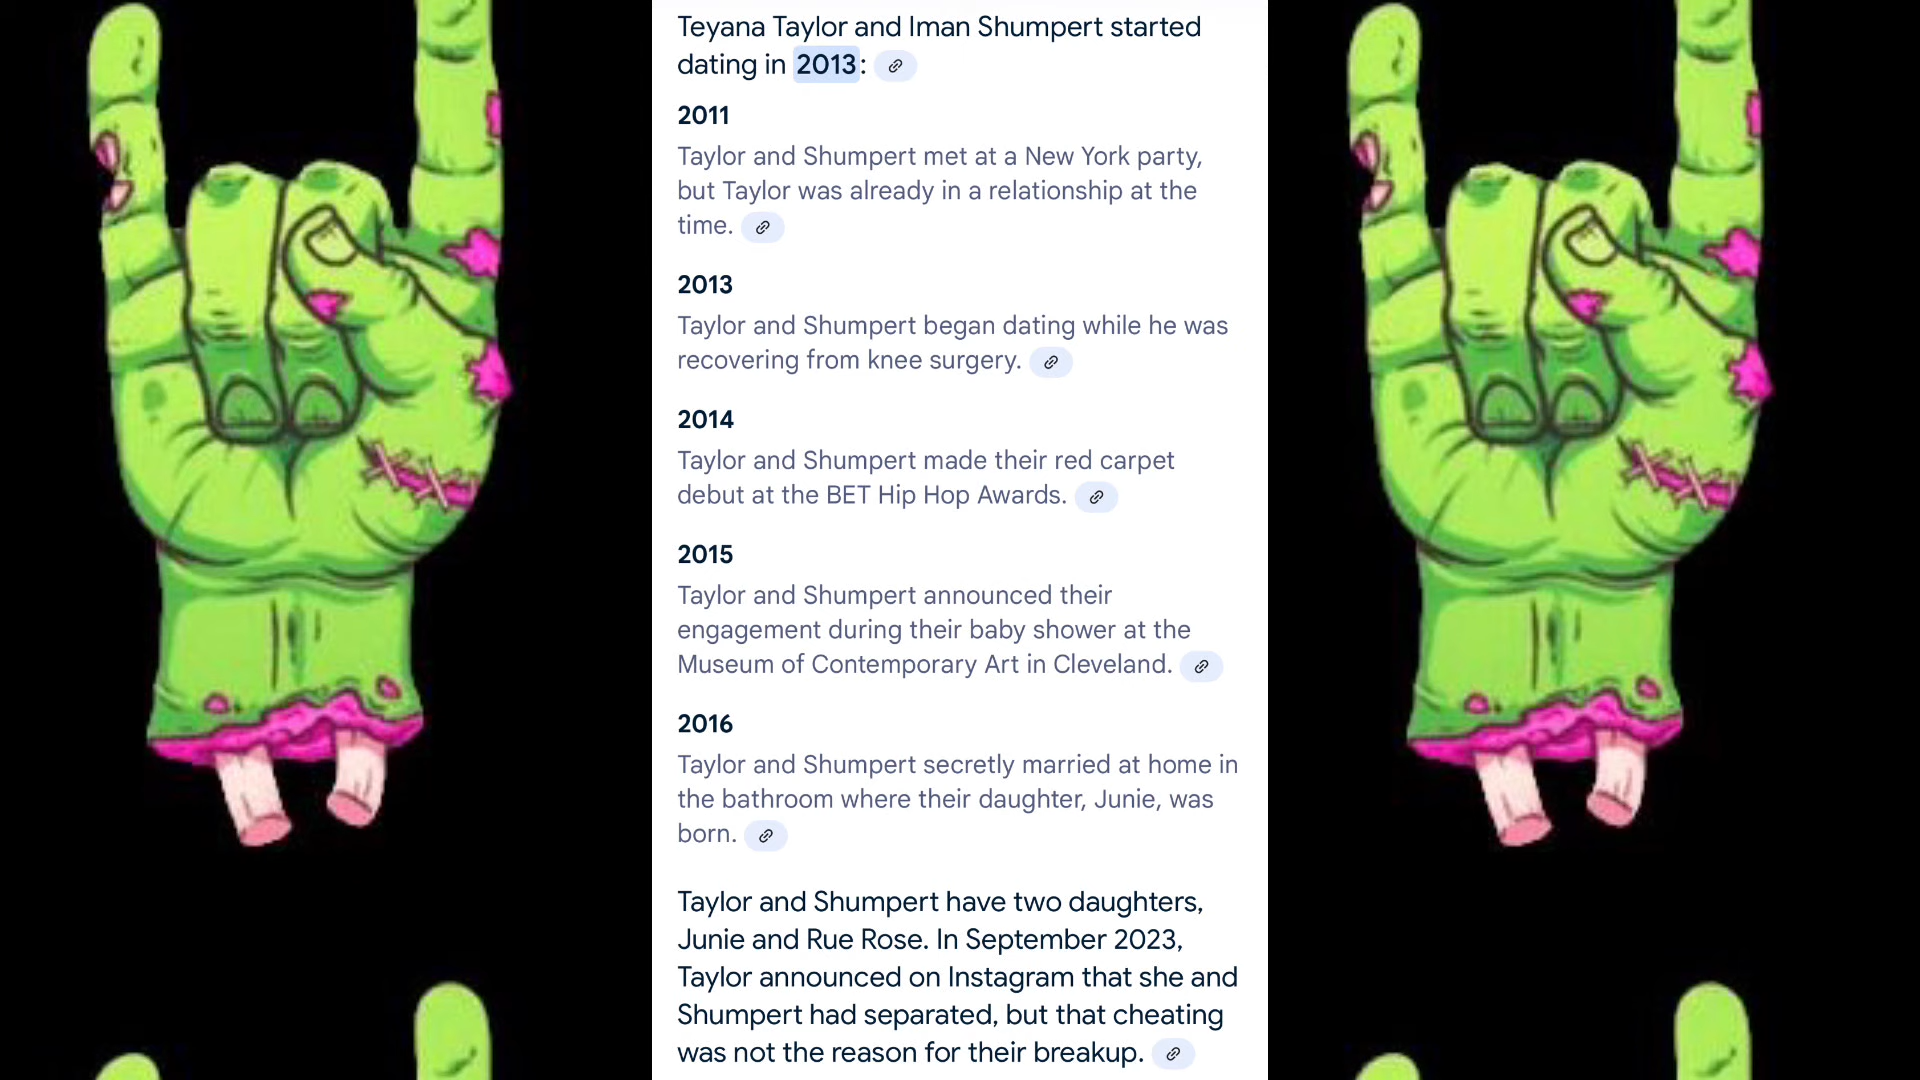 Teyana Taylor and Iman Shumpert started
dating in 2013:
2011
Taylor and Shumpert met at a New York party,
but Taylor was already in a relationship at the
time.
2013
Taylor and Shumpert began dating while he was
recovering from knee surgery.
2014
Taylor and Shumpert made their red carpet
debut at the BET Hip Hop Awards.
2015
Taylor and Shumpert announced their
engagement during their baby shower at the
Museum of Contemporary Art in Cleveland.
2016
Taylor and Shumpert secretly married at home in
the bathroom where their daughter, Junie, was
born.
Taylor and Shumpert have two daughters,
Junie and Rue Rose. In September 2023,
Taylor announced on Instagram that she and
Shumpert had separated, but that cheating
was not the reason for their breakup.